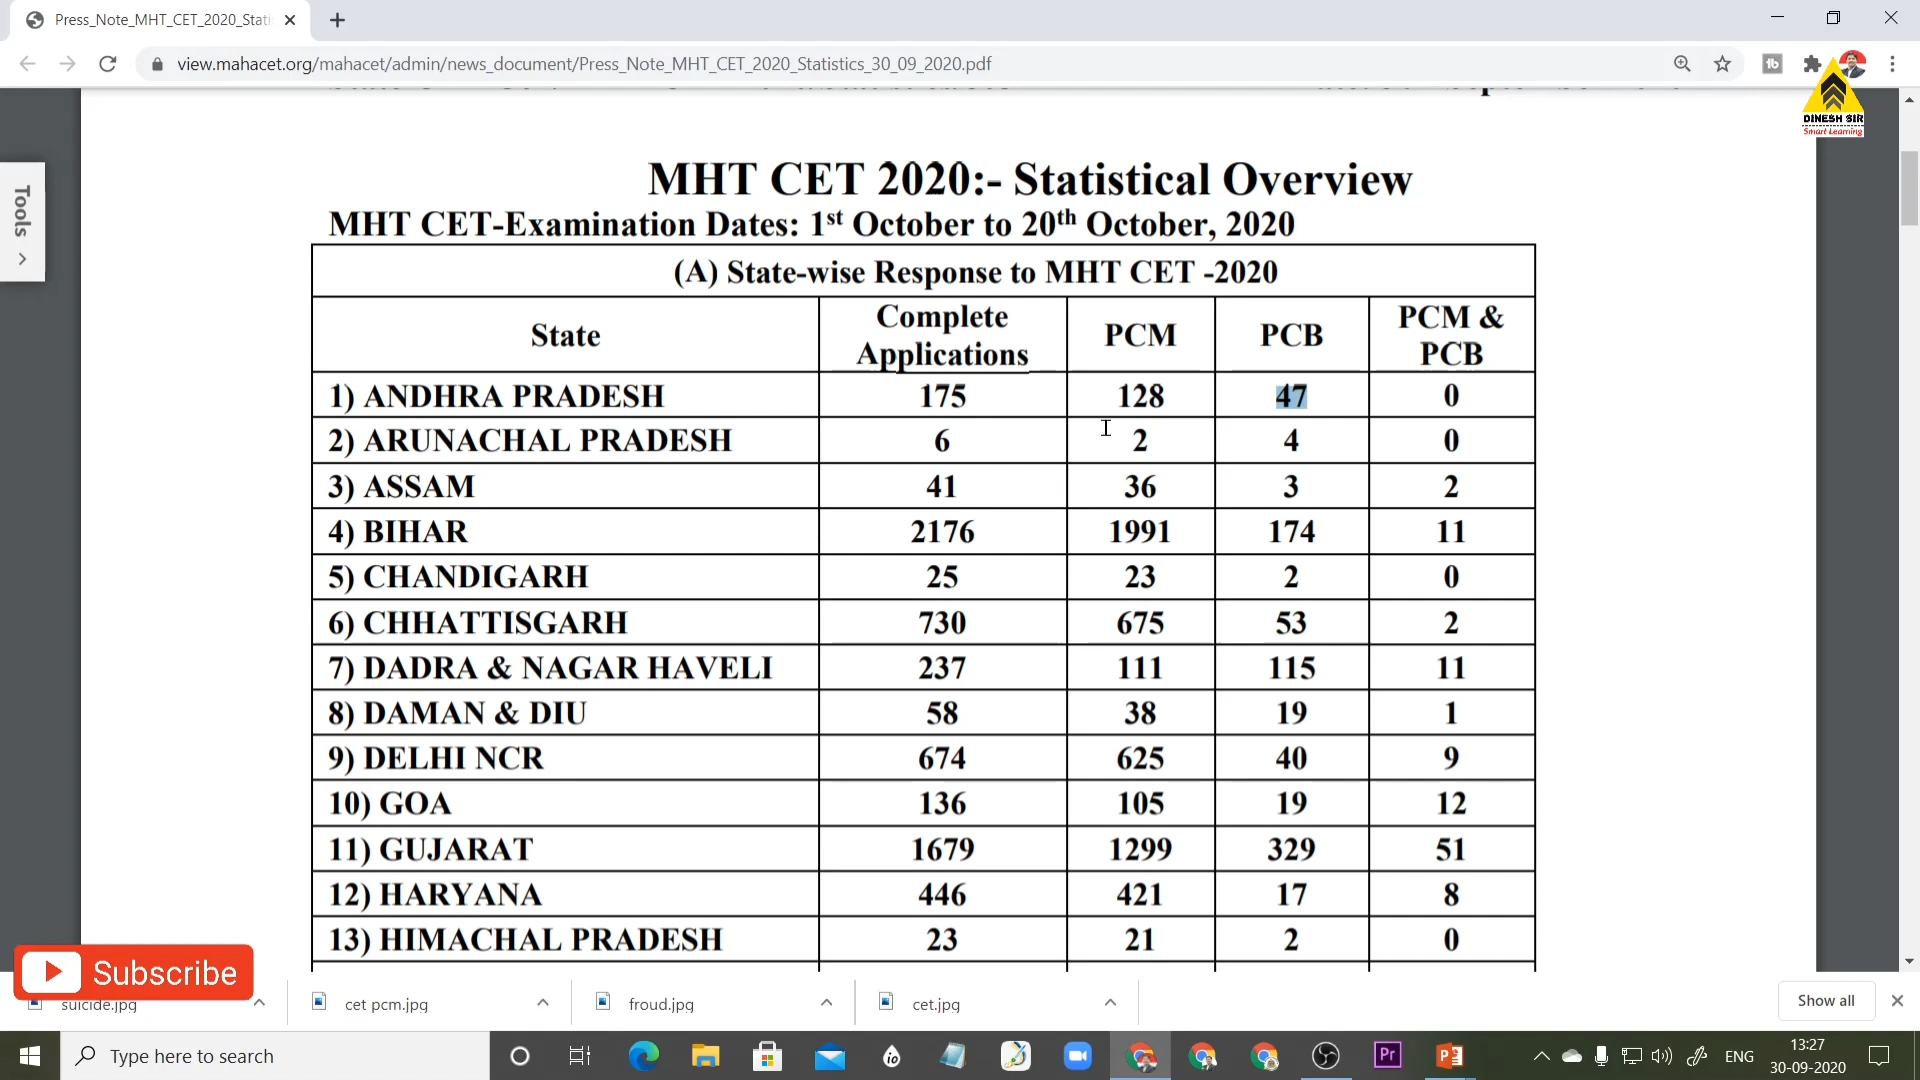 Press_Note_MHT_CET_2020_Stati
view.mahacet.org/mahacet/admin/news_document/Press_Note_MHT_CET_2020_Statistics_30_09_2020.pdf
DINESH SIR
Smart Learning
Tools
MHT CET 2020:- Statistical Overview
MHT CET-Examination Dates: 1st October to 20th October, 2020
(A) State-wise Response to MHT CET -2020
State Complete Applications PCM PCB PCM & PCB
1) ANDHRA PRADESH 175 128 47 0
2) ARUNACHAL PRADESH 6 2 4 0
3) ASSAM 41 36 3 2
4) BIHAR 2176 1991 174 11
5) CHANDIGARH 25 23 2 0
6) CHHATTISGARH 730 675 53 2
7) DADRA & NAGAR HAVELI 237 111 115 11
8) DAMAN & DIU 58 38 19 1
9) DELHI NCR 674 625 40 9
10) GOA 136 105 19 12
11) GUJARAT 1679 1299 329 51
12) HARYANA 446 421 17 8
13) HIMACHAL PRADESH 23 21 2 0
Subscribe
suicide.jpg cet pcm.jpg froud.jpg cet.jpg Show all
Type here to search
ENG
13:27
30-09-2020